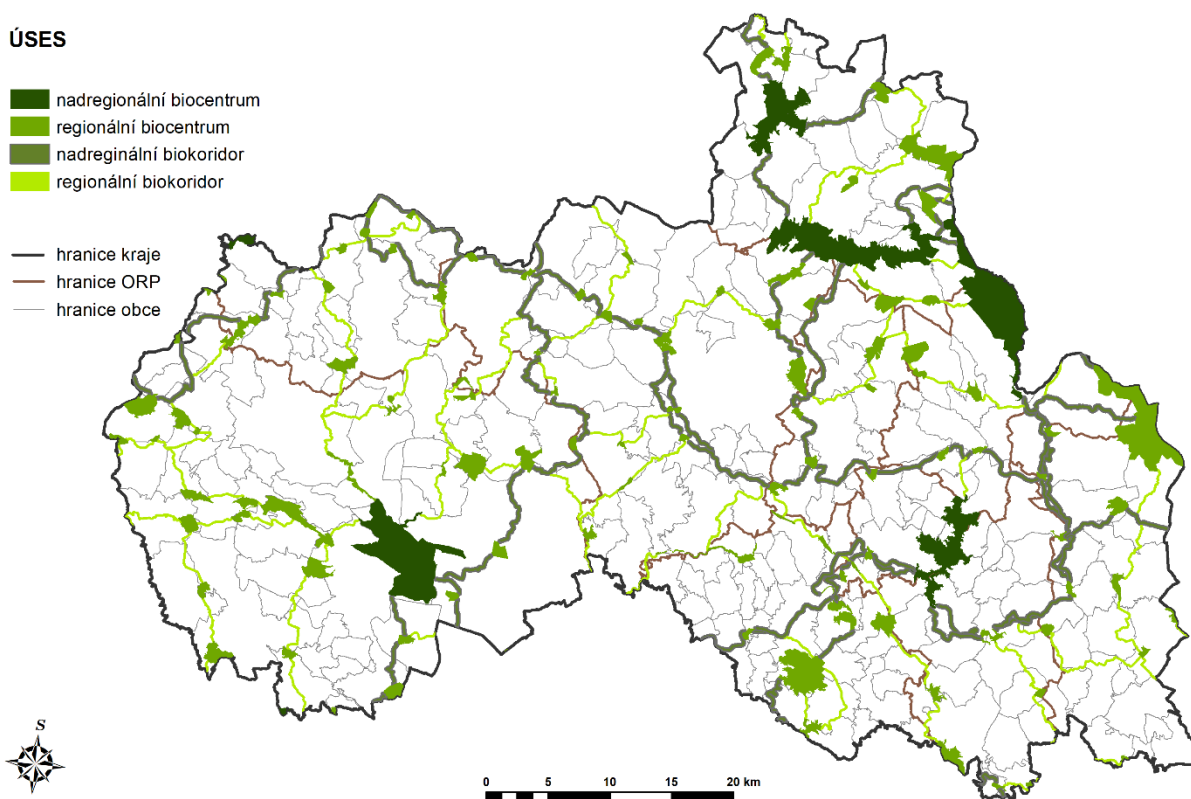 ÚSES
nadregionální biocentrum
regionální biocentrum
nadreginální biokoridor
regionální biokoridor
hranice kraje
hranice ORP
hranice obce
S
0 5 10 15 20 km